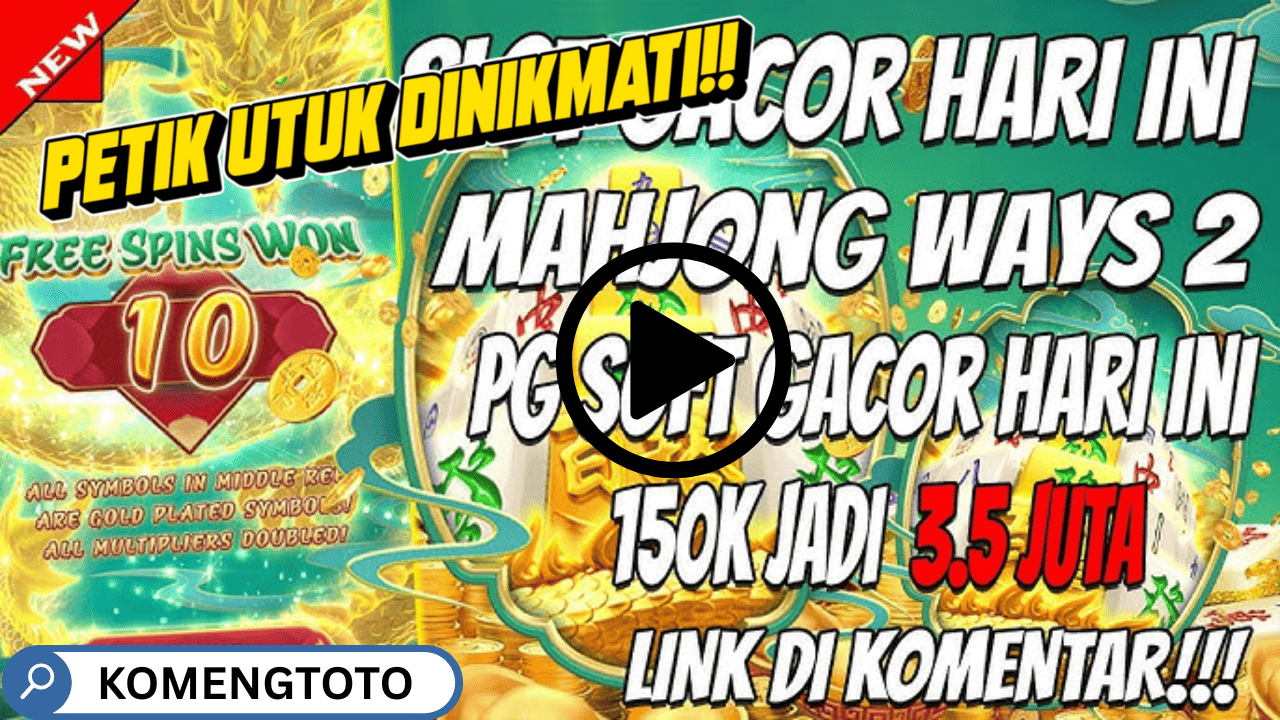 NEW
PETIK UTUK DINIKMATI!!
GACOR HARI INI
MAHJONG WAYS 2
PG SOFT GACOR HARI INI
150K JADI 3.5 JUTA
LINK DI KOMENTAR!!!
FREE SPINS WON
10
ALL SYMBOLS IN MIDDLE
ARE GOLD PLATED SYMBOLS!
ALL MULTIPLIERS DOUBLED!
KOMENGTOTO